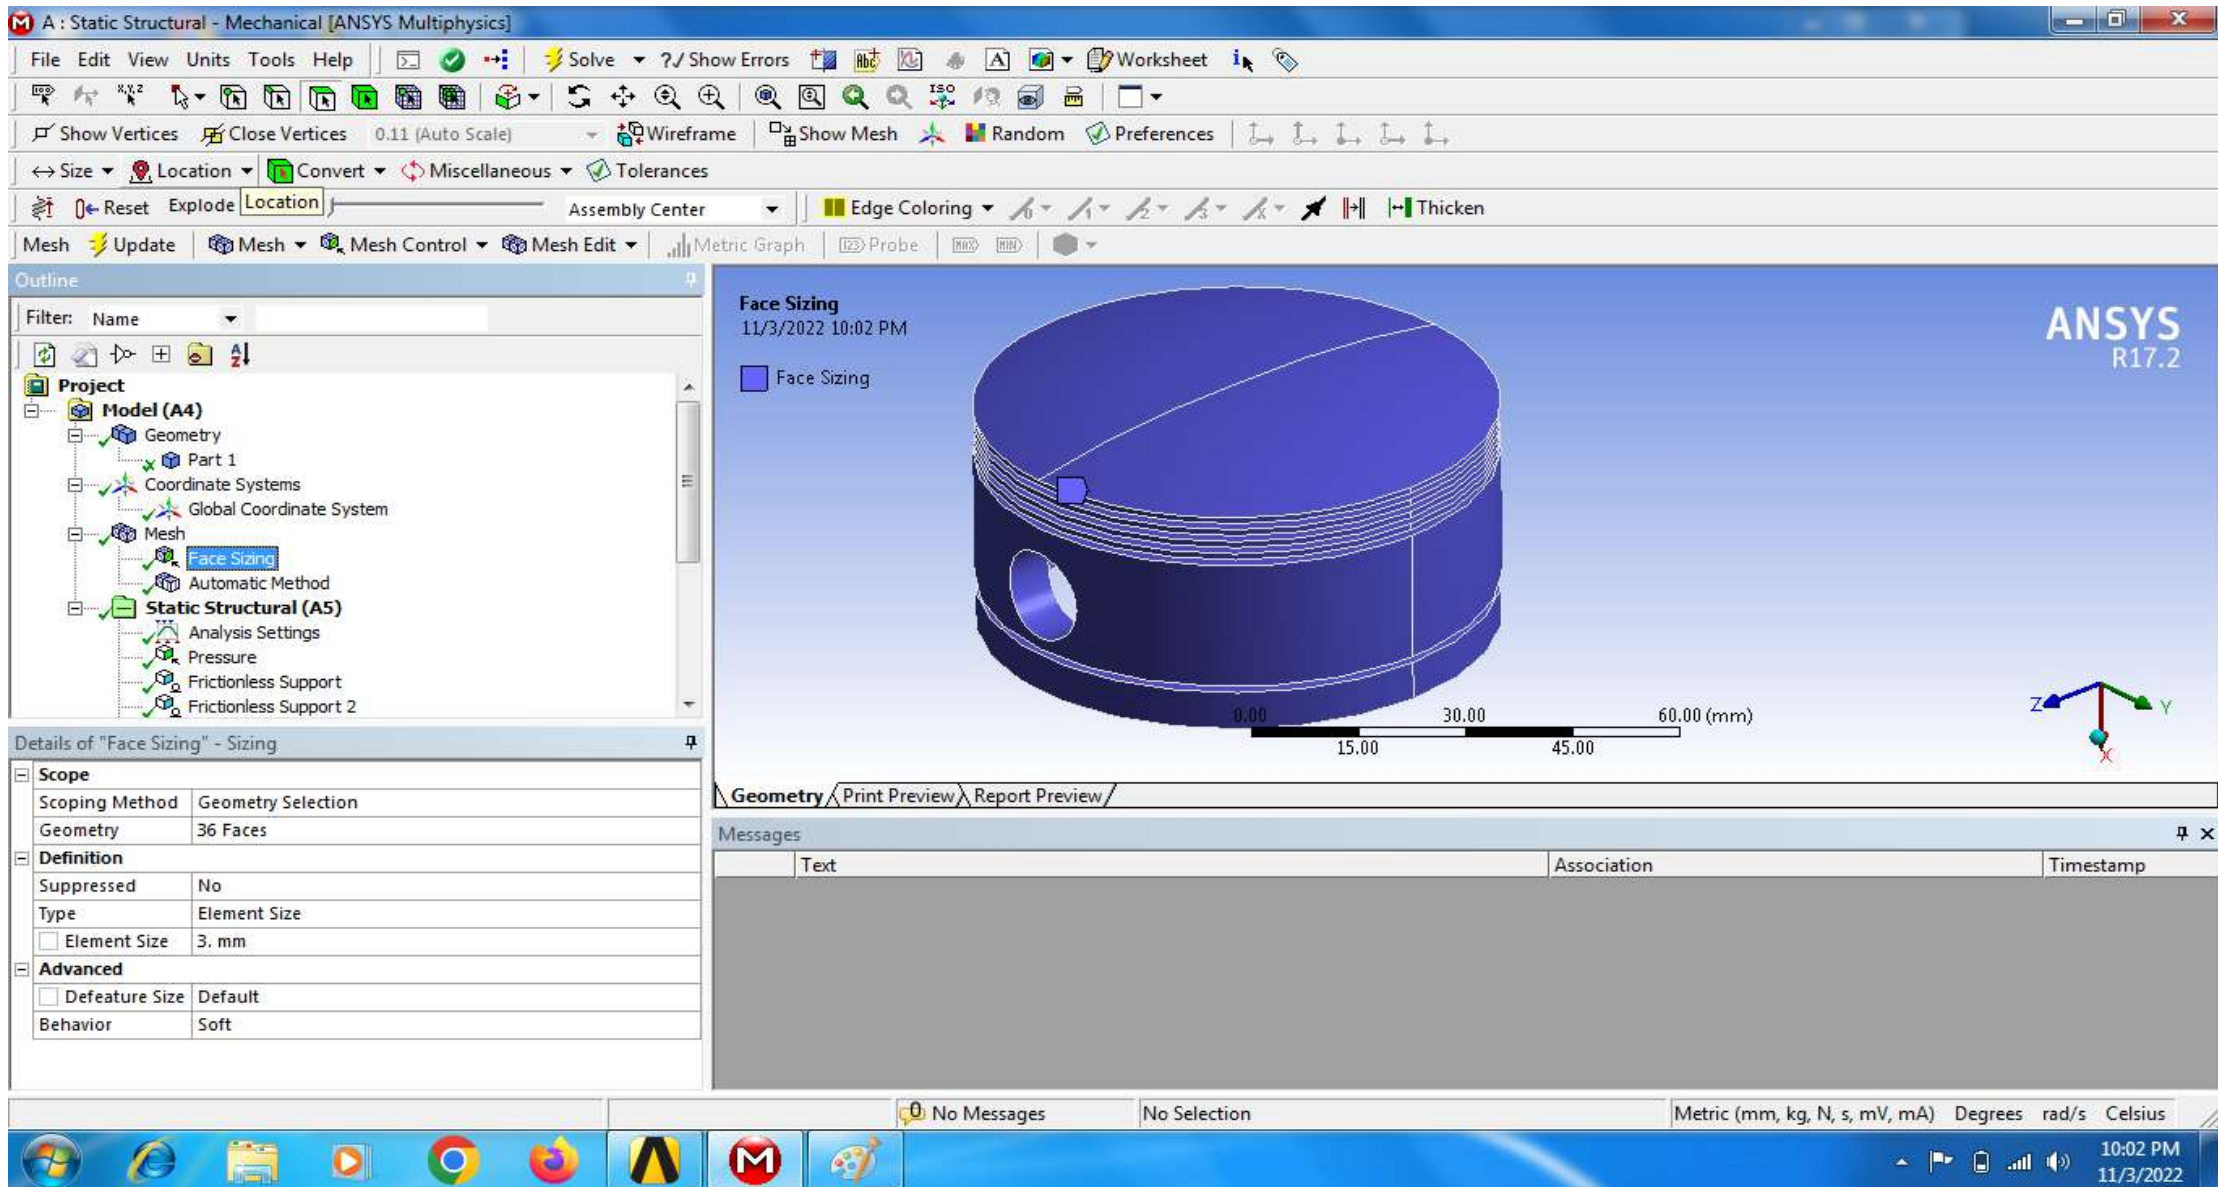 A : Static Structural - Mechanical [ANSYS Multiphysics]
File Edit View Units Tools Help Solve ?/ Show Errors Worksheet
Show Vertices Close Vertices 0.11 (Auto Scale) Wireframe Show Mesh Random Preferences
Size Location Convert Miscellaneous Tolerances
Reset Explode Location Assembly Center Edge Coloring Thicken
Mesh Update Mesh Mesh Control Mesh Edit Metric Graph Probe MAX MIN
Outline
Filter: Name
Project
Model (A4)
Geometry
Part 1
Coordinate Systems
Global Coordinate System
Mesh
Face Sizing
Automatic Method
Static Structural (A5)
Analysis Settings
Pressure
Frictionless Support
Frictionless Support 2
Details of "Face Sizing" - Sizing
Scope
Scoping Method Geometry Selection
Geometry 36 Faces
Definition
Suppressed No
Type Element Size
Element Size 3. mm
Advanced
Defeature Size Default
Behavior Soft
Face Sizing
11/3/2022 10:02 PM
Face Sizing
ANSYS
R17.2
0.00 30.00 60.00 (mm)
15.00 45.00
Z Y
X
Geometry Print Preview Report Preview
Messages
Text Association Timestamp
0 No Messages No Selection Metric (mm, kg, N, s, mV, mA) Degrees rad/s Celsius
10:02 PM
11/3/2022